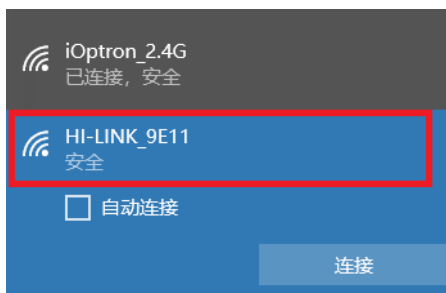 iOptron_2.4G
已连接，安全
HI-LINK_9E11
安全
自动连接
连接